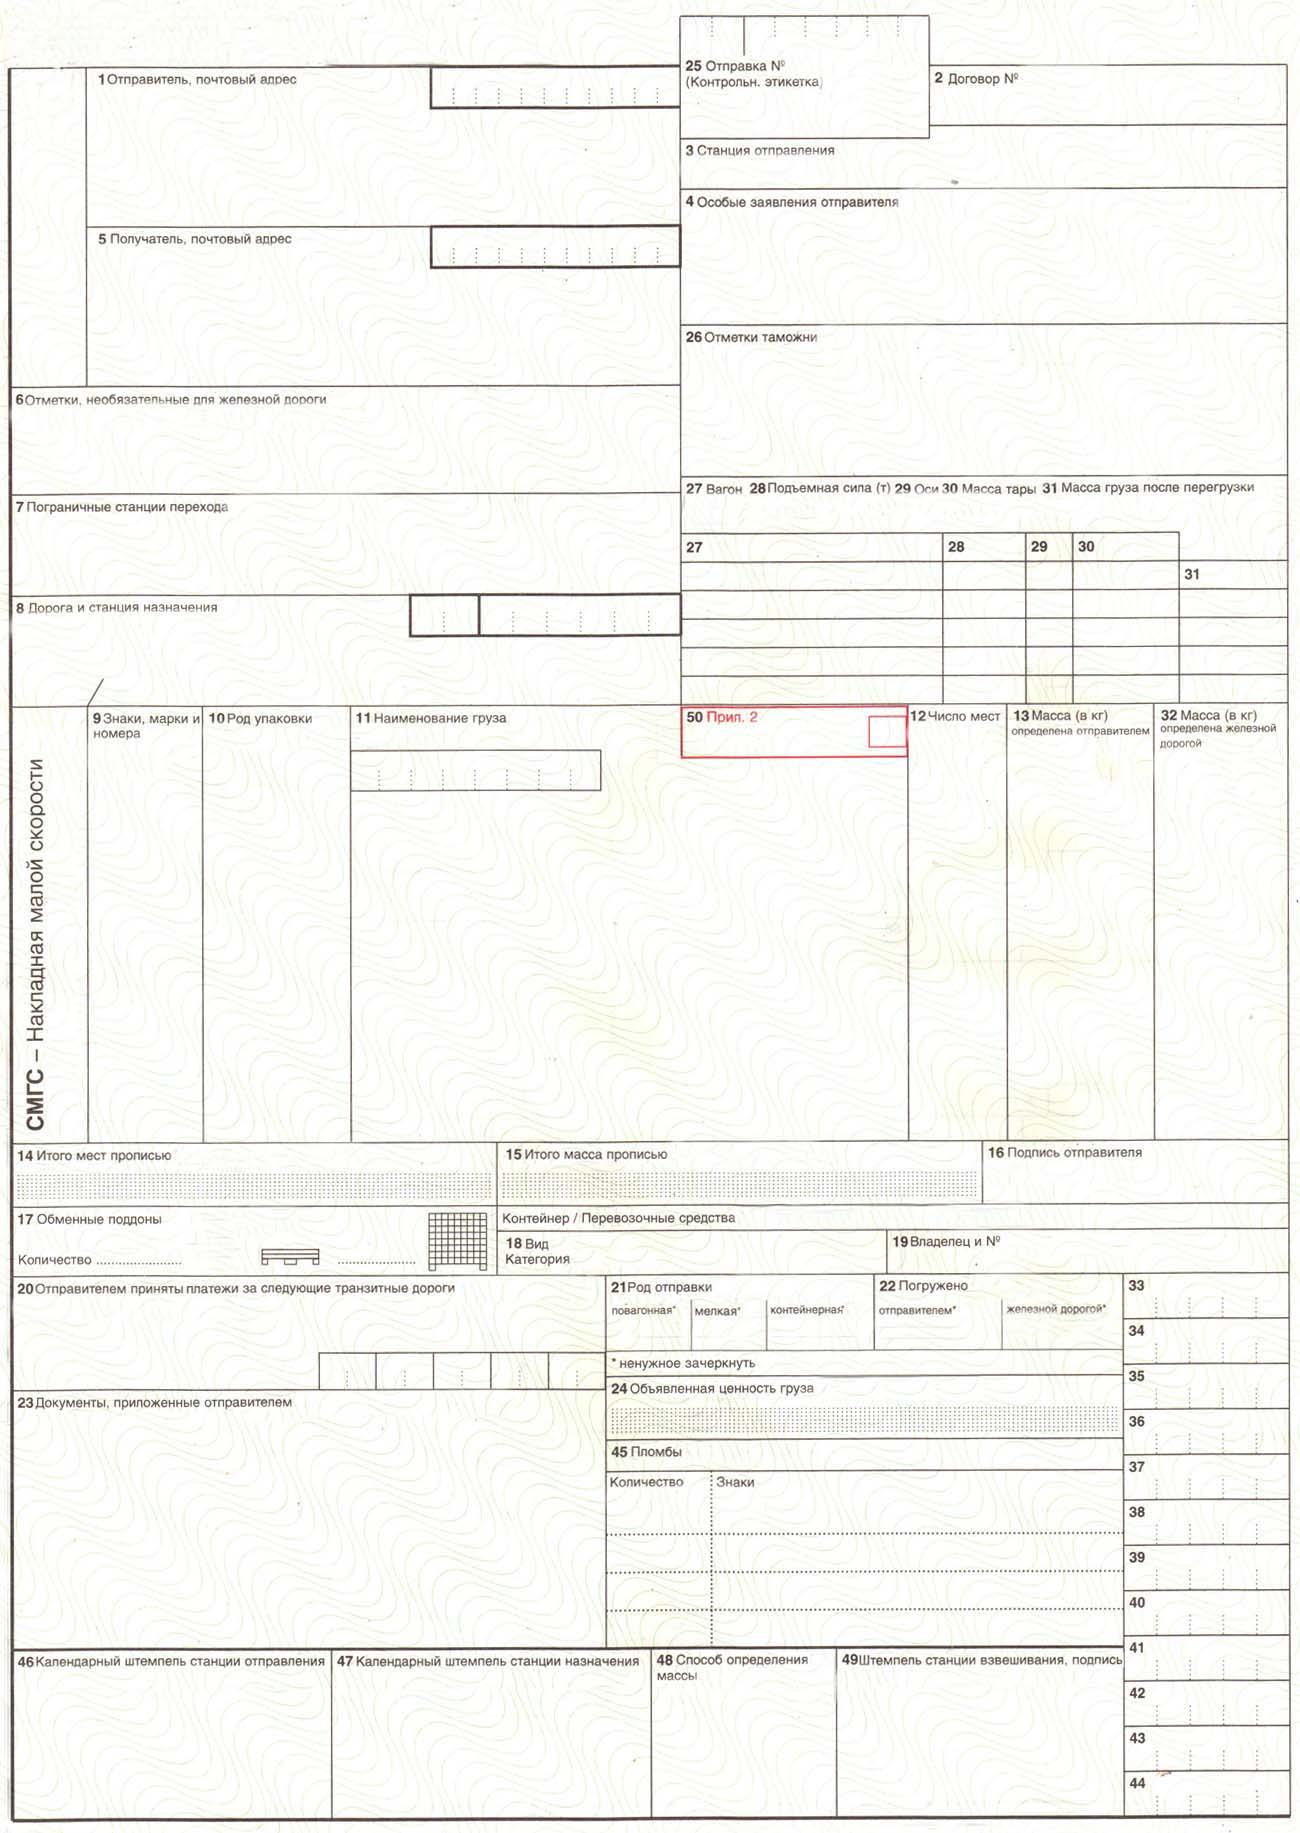 25 Отправка №
(Контрольн. этикетка)
1 Отправитель, почтовый адрес
2 Договор №
3 Станция отправления
4 Особые заявления отправителя
5 Получатель, почтовый адрес
26 Отметки таможни
6 Отметки, необязательные для железной дороги
27 Вагон 28 Подъемная сила (т) 29 Оси 30 Масса тары 31 Масса груза после перегрузки
7 Пограничные станции перехода
27 28 29 30
31
8 Дорога и станция назначения
9 Знаки, марки и
номера
10 Род упаковки
11 Наименование груза
50 Прил. 2
12 Число мест
13 Масса (в кг)
определена отправителем
32 Масса (в кг)
определена железной
дорогой
СМГС – Накладная малой скорости
14 Итого мест прописью
15 Итого масса прописью
16 Подпись отправителя
17 Обменные поддоны
Количество
Контейнер / Перевозочные средства
18 Вид
Категория
19 Владелец и №
20 Отправителем приняты платежи за следующие транзитные дороги
21 Род отправки
повагонная* мелкая* контейнерная*
22 Погружено
отправителем* железной дорогой*
* ненужное зачеркнуть
23 Документы, приложенные отправителем
24 Объявленная ценность груза
45 Пломбы
Количество Знаки
33
34
35
36
37
38
39
40
41
42
43
44
46 Календарный штемпель станции отправления
47 Календарный штемпель станции назначения
48 Способ определения
массы
49 Штемпель станции взвешивания, подпись